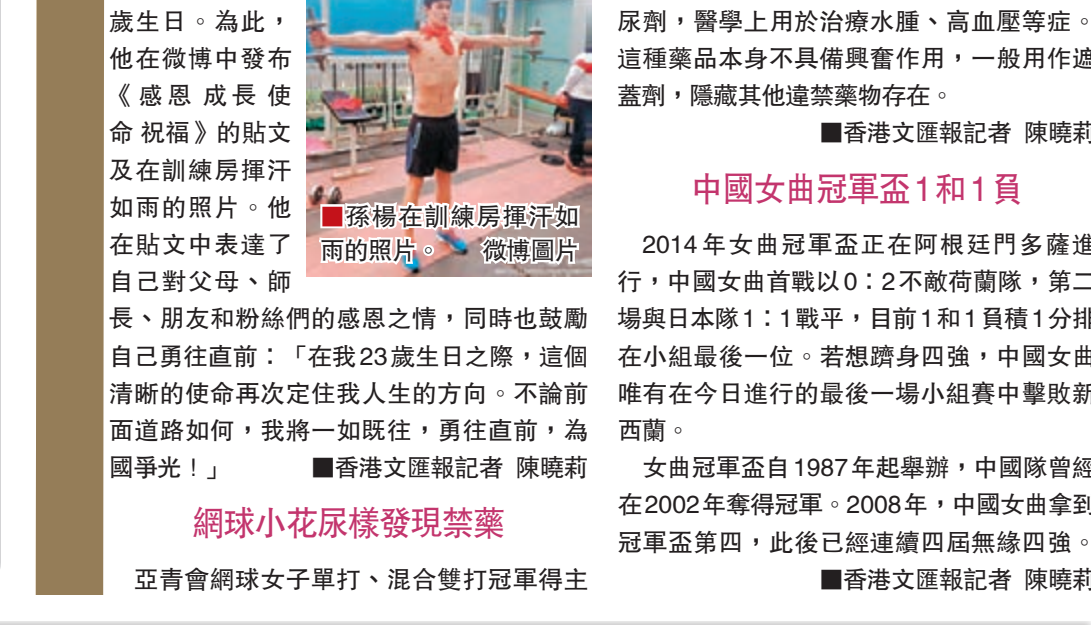 歲生日。為此，
他在微博中發布
《感恩 成長 使
命 祝福》的貼文
及在訓練房揮汗
如雨的照片。他
在貼文中表達了
自己對父母、師
■孫楊在訓練房揮汗如
雨的照片。 微博圖片
長、朋友和粉絲們的感恩之情，同時也鼓勵
自己勇往直前：「在我23歲生日之際，這個
清晰的使命再次定住我人生的方向。不論前
面道路如何，我將一如既往，勇往直前，為
國爭光！」 ■香港文匯報記者 陳曉莉
網球小花尿樣發現禁藥
亞青會網球女子單打、混合雙打冠軍得主
尿劑，醫學上用於治療水腫、高血壓等症。
這種藥品本身不具備興奮作用，一般用作遮
蓋劑，隱藏其他違禁藥物存在。
■香港文匯報記者 陳曉莉
中國女曲冠軍盃1和1負
2014年女曲冠軍盃正在阿根廷門多薩進
行，中國女曲首戰以0：2不敵荷蘭隊，第二
場與日本隊1：1戰平，目前1和1負積1分排
在小組最後一位。若想躋身四強，中國女曲
唯有在今日進行的最後一場小組賽中擊敗新
西蘭。
女曲冠軍盃自1987年起舉辦，中國隊曾經
在2002年奪得冠軍。2008年，中國女曲拿到
冠軍盃第四，此後已經連續四屆無緣四強。
■香港文匯報記者 陳曉莉